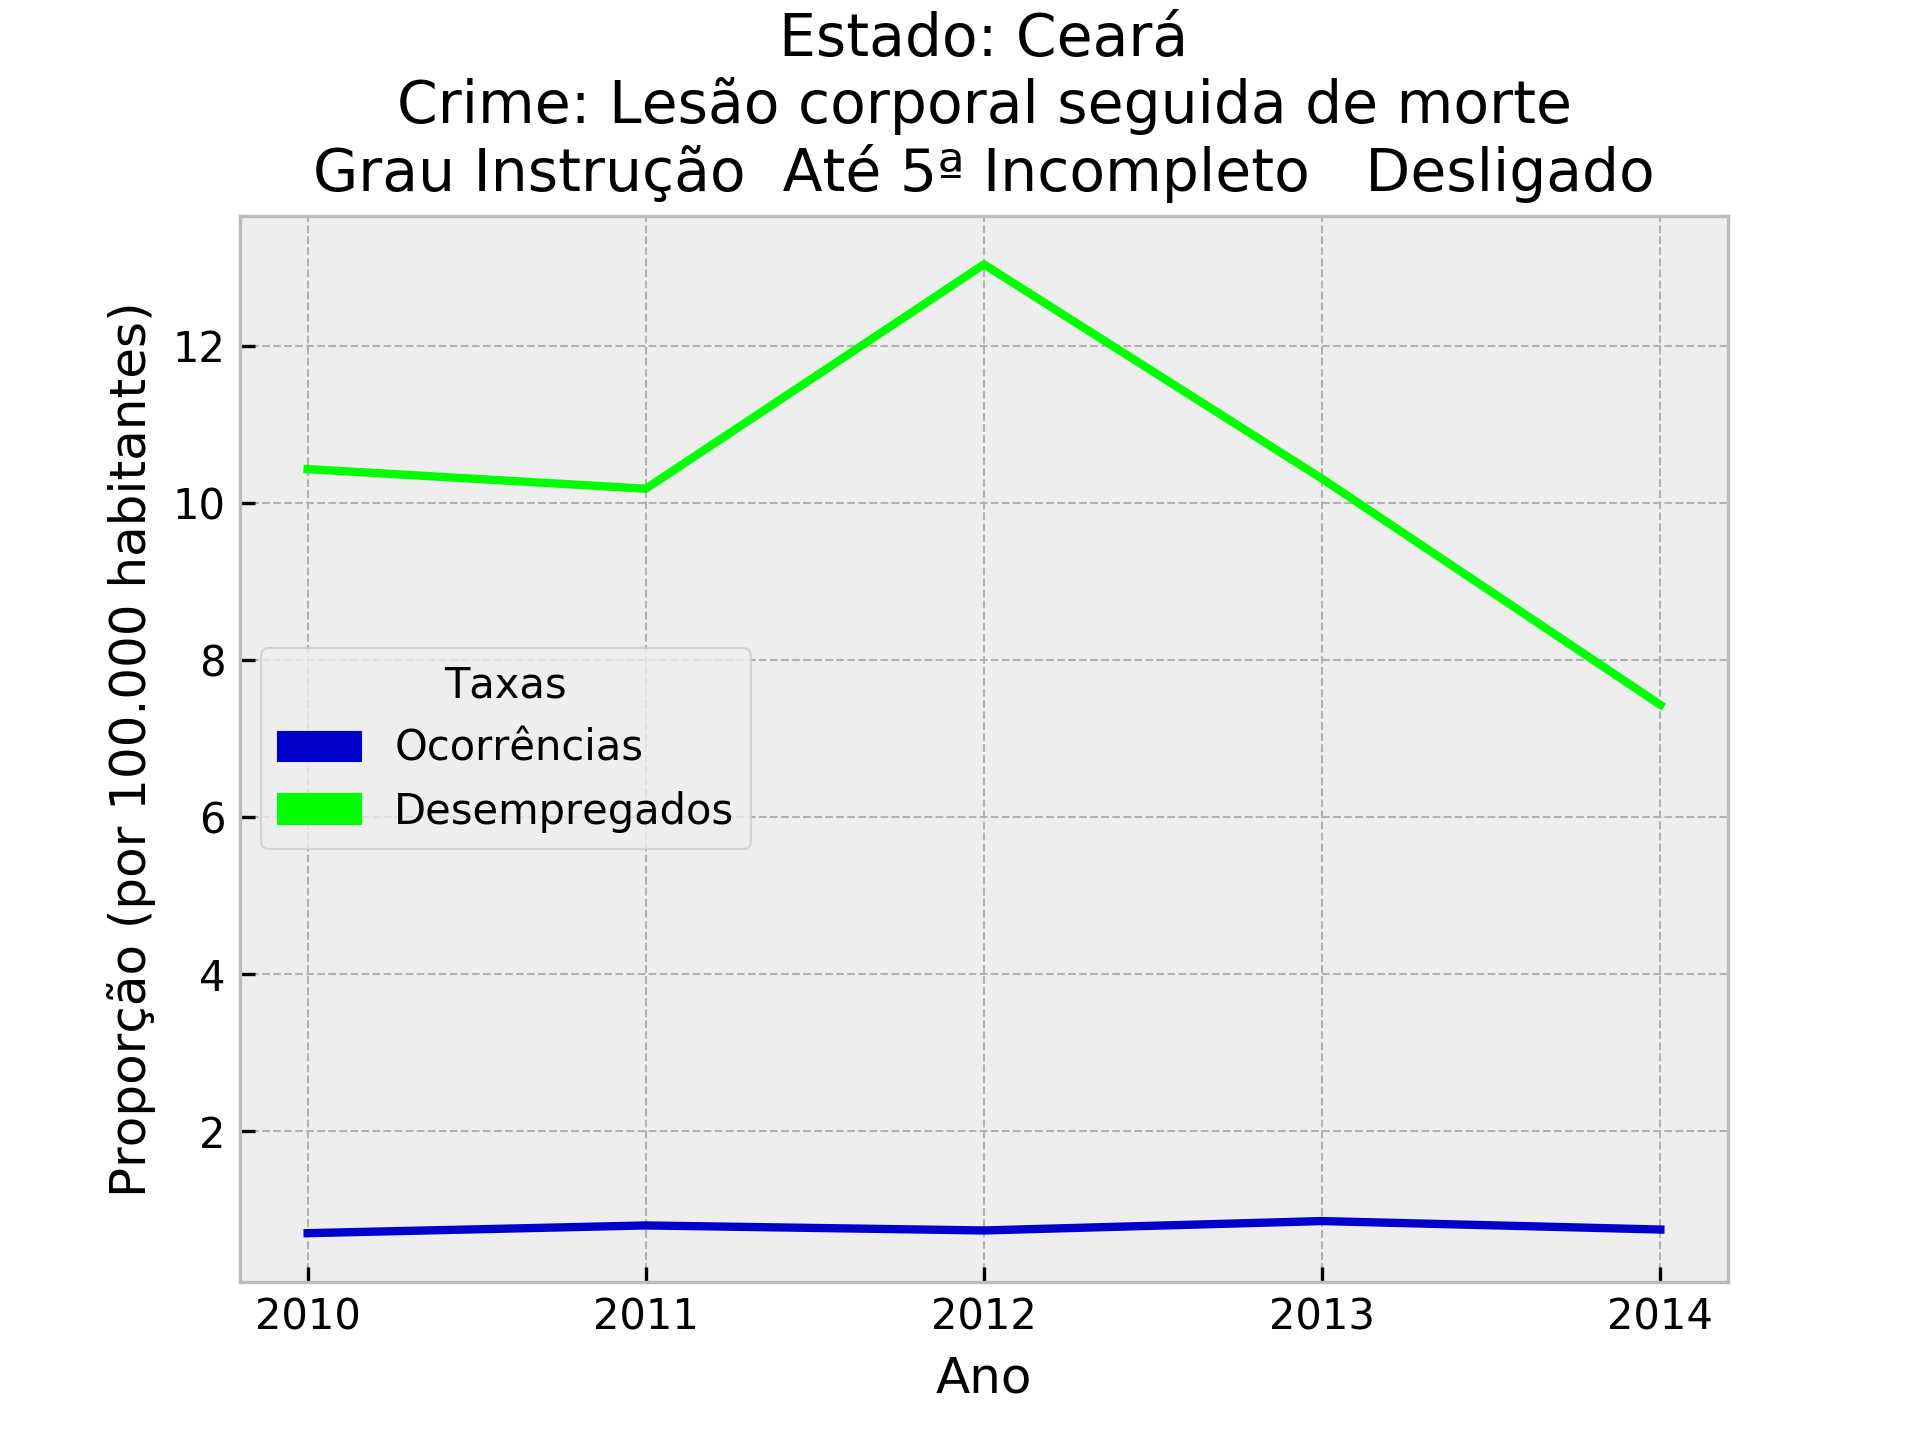 Estado: Ceará
Crime: Lesão corporal seguida de morte
Grau Instrução  Até 5ª Incompleto   Desligado
Proporção (por 100.000 habitantes)
12
10
8
6
4
2
Taxas
Ocorrências
Desempregados
2010 2011 2012 2013 2014
Ano